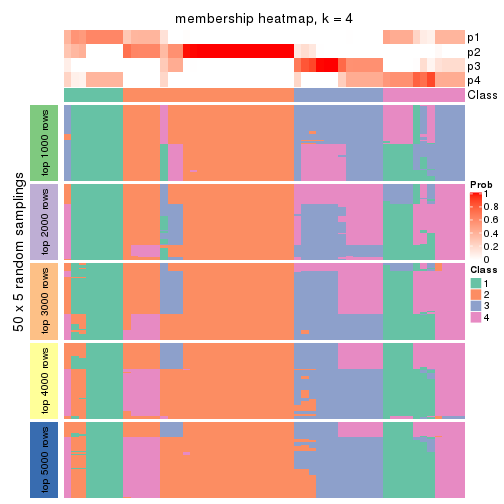 membership heatmap, k = 4
p1
p2
p3
p4
Class
50 x 5 random samplings
top 1000 rows
top 2000 rows
top 3000 rows
top 4000 rows
top 5000 rows
Prob
1
0.8
0.6
0.4
0.2
0
Class
1
2
3
4